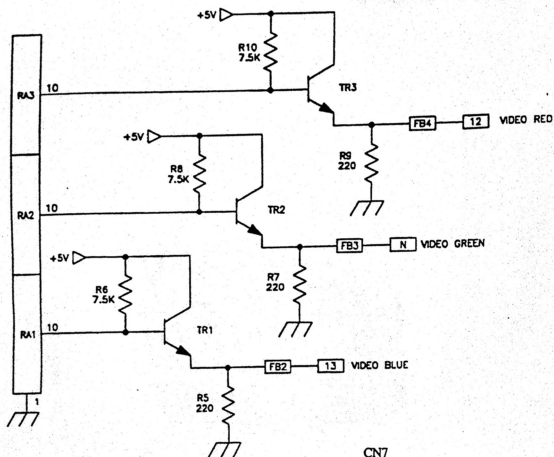 +5V
R10
7.5K
RA3
10
TR3
FB4
12
VIDEO RED
R9
220
+5V
R8
7.5K
RA2
10
TR2
FB3
N
VIDEO GREEN
R7
220
+5V
R6
7.5K
RA1
10
TR1
FB2
13
VIDEO BLUE
R5
220
1
CN7